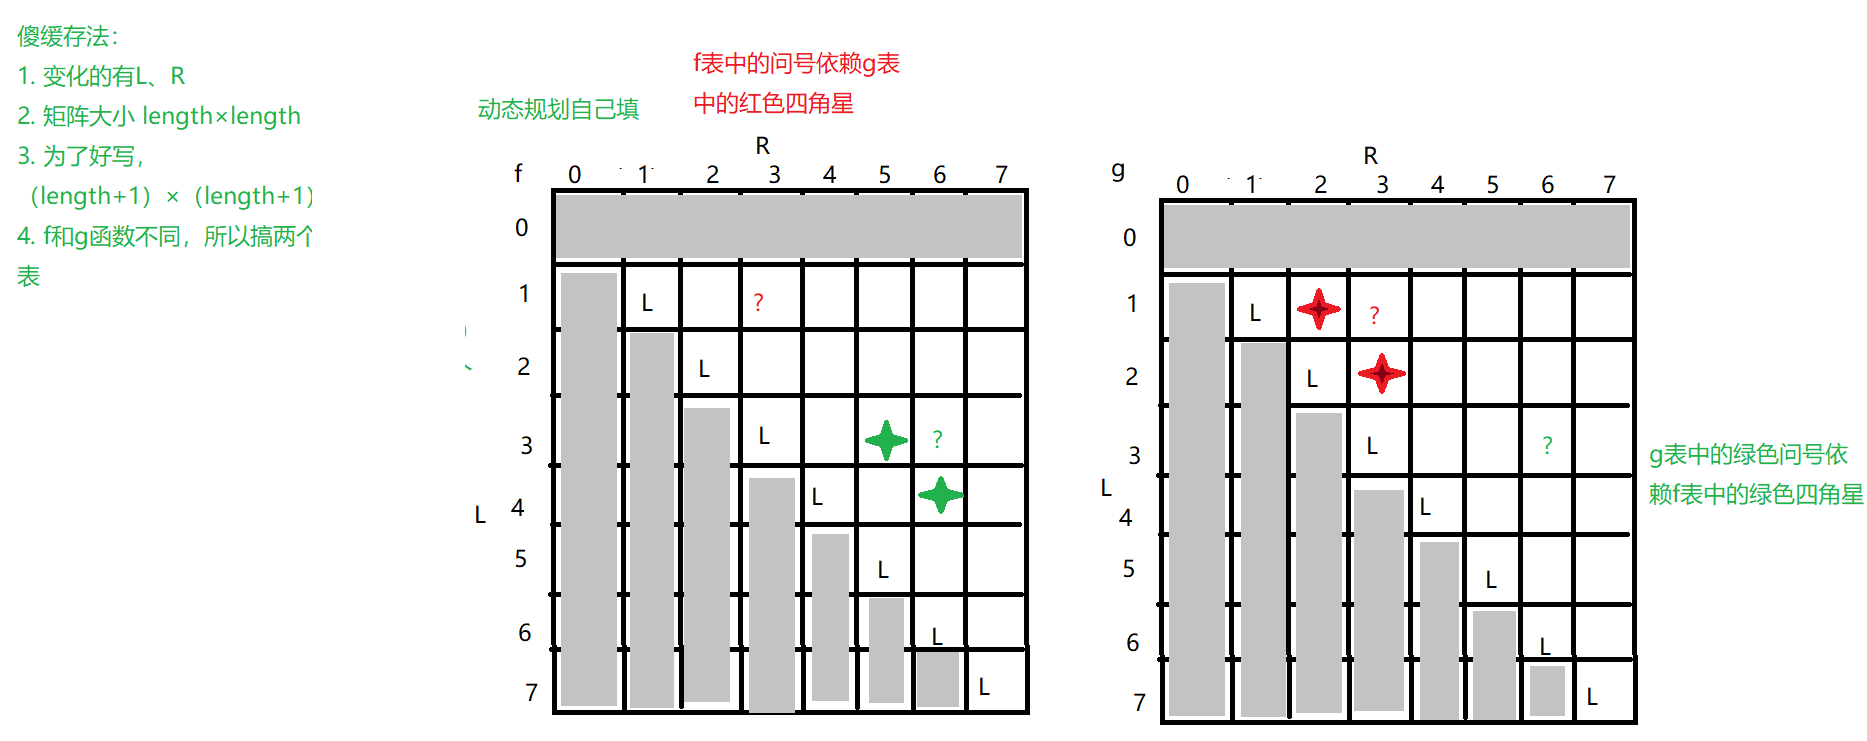 傻缓存法：
1. 变化的有L、R
2. 矩阵大小 length×length
3. 为了好写，
（length+1）×（length+1）
4. f和g函数不同，所以搞两个
表
动态规划自己填
f表中的问号依赖g表
中的红色四角星
R
f 0 1 2 3 4 5 6 7
0
1 L ?
2 L
3 L ?
L
4 L
5 L
6 L
7 L
R
g 0 1 2 3 4 5 6 7
0
1 L ?
2 L
3 L ?
L
4 L
5 L
6 L
7 L
g表中的绿色问号依
赖f表中的绿色四角星